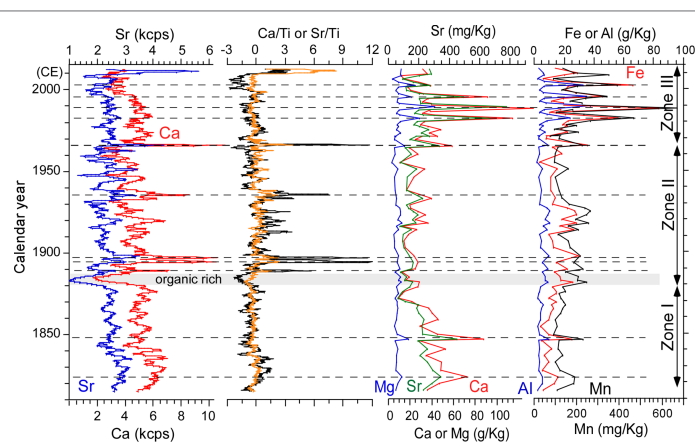 Sr (kcps)
Ca/Ti or Sr/Ti
Sr (mg/Kg)
Fe or Al (g/Kg)
1 2 3 4 5 6
-3 0 3 6 9 12
0 200 400 600 800
0 20 40 60 80 100
(CE)
2000
1950
1900
1850
Calendar year
Ca
Fe
Zone III
Zone II
Zone I
organic rich
Sr
Mg
Sr
Ca
Al
Mn
2 4 6 8 10
0 20 40 60 80 100
0 200 400 600
Ca (kcps)
Ca or Mg (g/Kg)
Mn (mg/Kg)